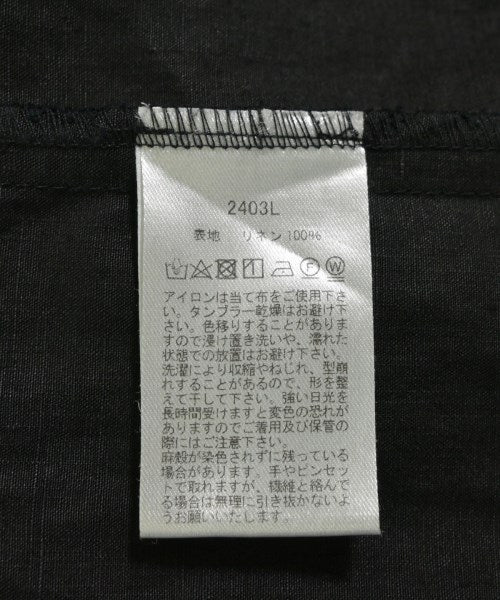 2403L
表地 リネン100%
F W
アイロンは当て布をご使用下さ
い。タンブラー乾燥はお避け下
さい。色移りすることがありま
すので浸け置き洗いや、濡れた
状態での放置はお避け下さい。
洗濯により収縮やねじれ、型崩
れすることがあるので、形を整
えて干して下さい。強い日光を
長時間受けますと変色の恐れが
ありますのでご着用及び保管の
際にはご注意下さい。
麻殻が染色されずに残っている
場合があります。手やピンセッ
トで取れますが、繊維と絡んで
る場合は無理に引き抜かないよ
うお願いいたします。